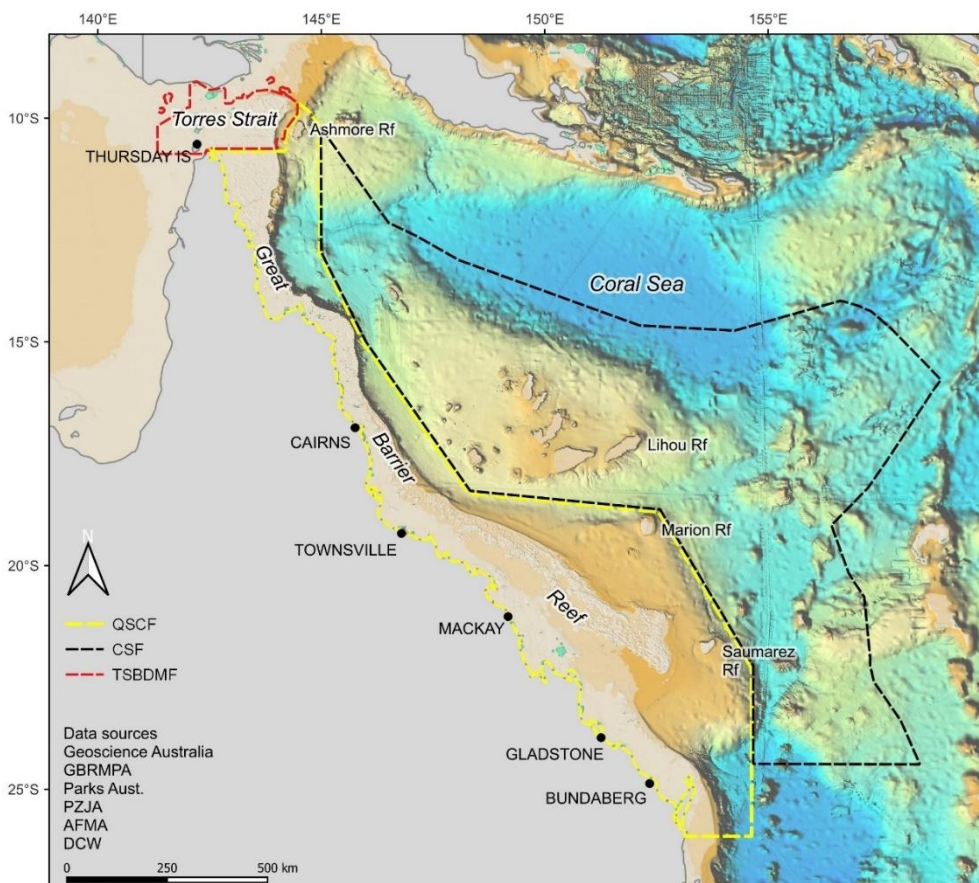 140°E
145°E
150°E
155°E
10°S
15°S
20°S
25°S
Torres Strait
Ashmore Rf
THURSDAY IS
Great
Coral Sea
CAIRNS
Barrier
Lihou Rf
Marion Rf
TOWNSVILLE
Reef
MACKAY
Saumarez
Rf
GLADSTONE
BUNDABERG
N
QSCF
CSF
TSBDMF
Data sources
Geoscience Australia
GBRMPA
Parks Aust.
PZJA
AFMA
DCW
0 250 500 km